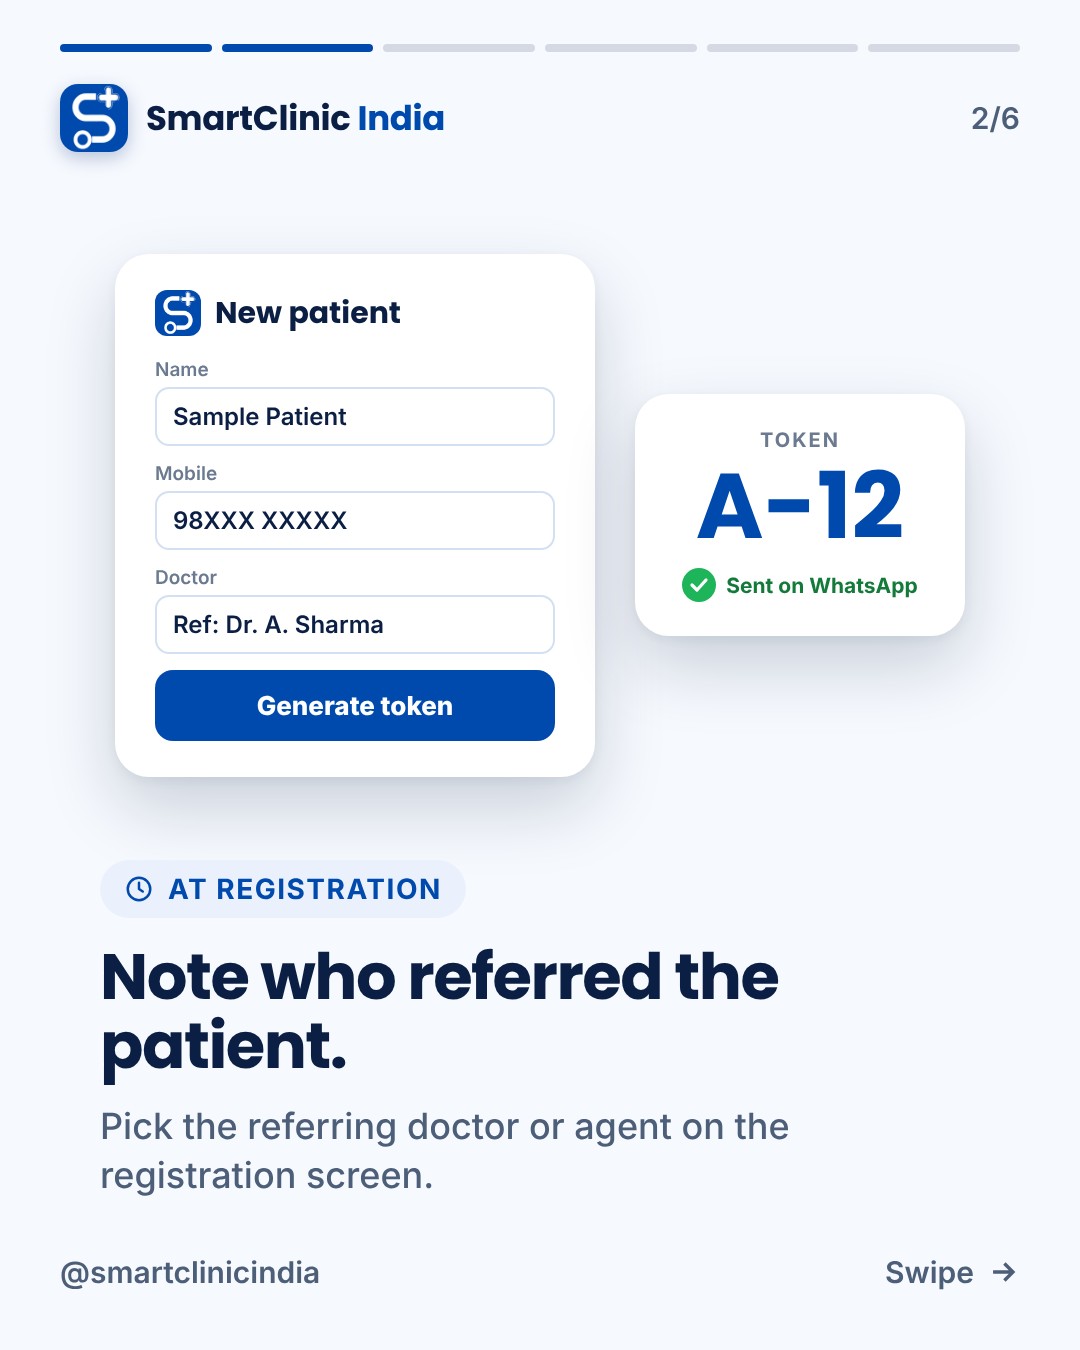 SmartClinic India
2/6
New patient
Name
Sample Patient
Mobile
98XXX XXXXX
Doctor
Ref: Dr. A. Sharma
Generate token
TOKEN
A-12
Sent on WhatsApp
AT REGISTRATION
Note who referred the
patient.
Pick the referring doctor or agent on the
registration screen.
@smartclinicindia
Swipe →